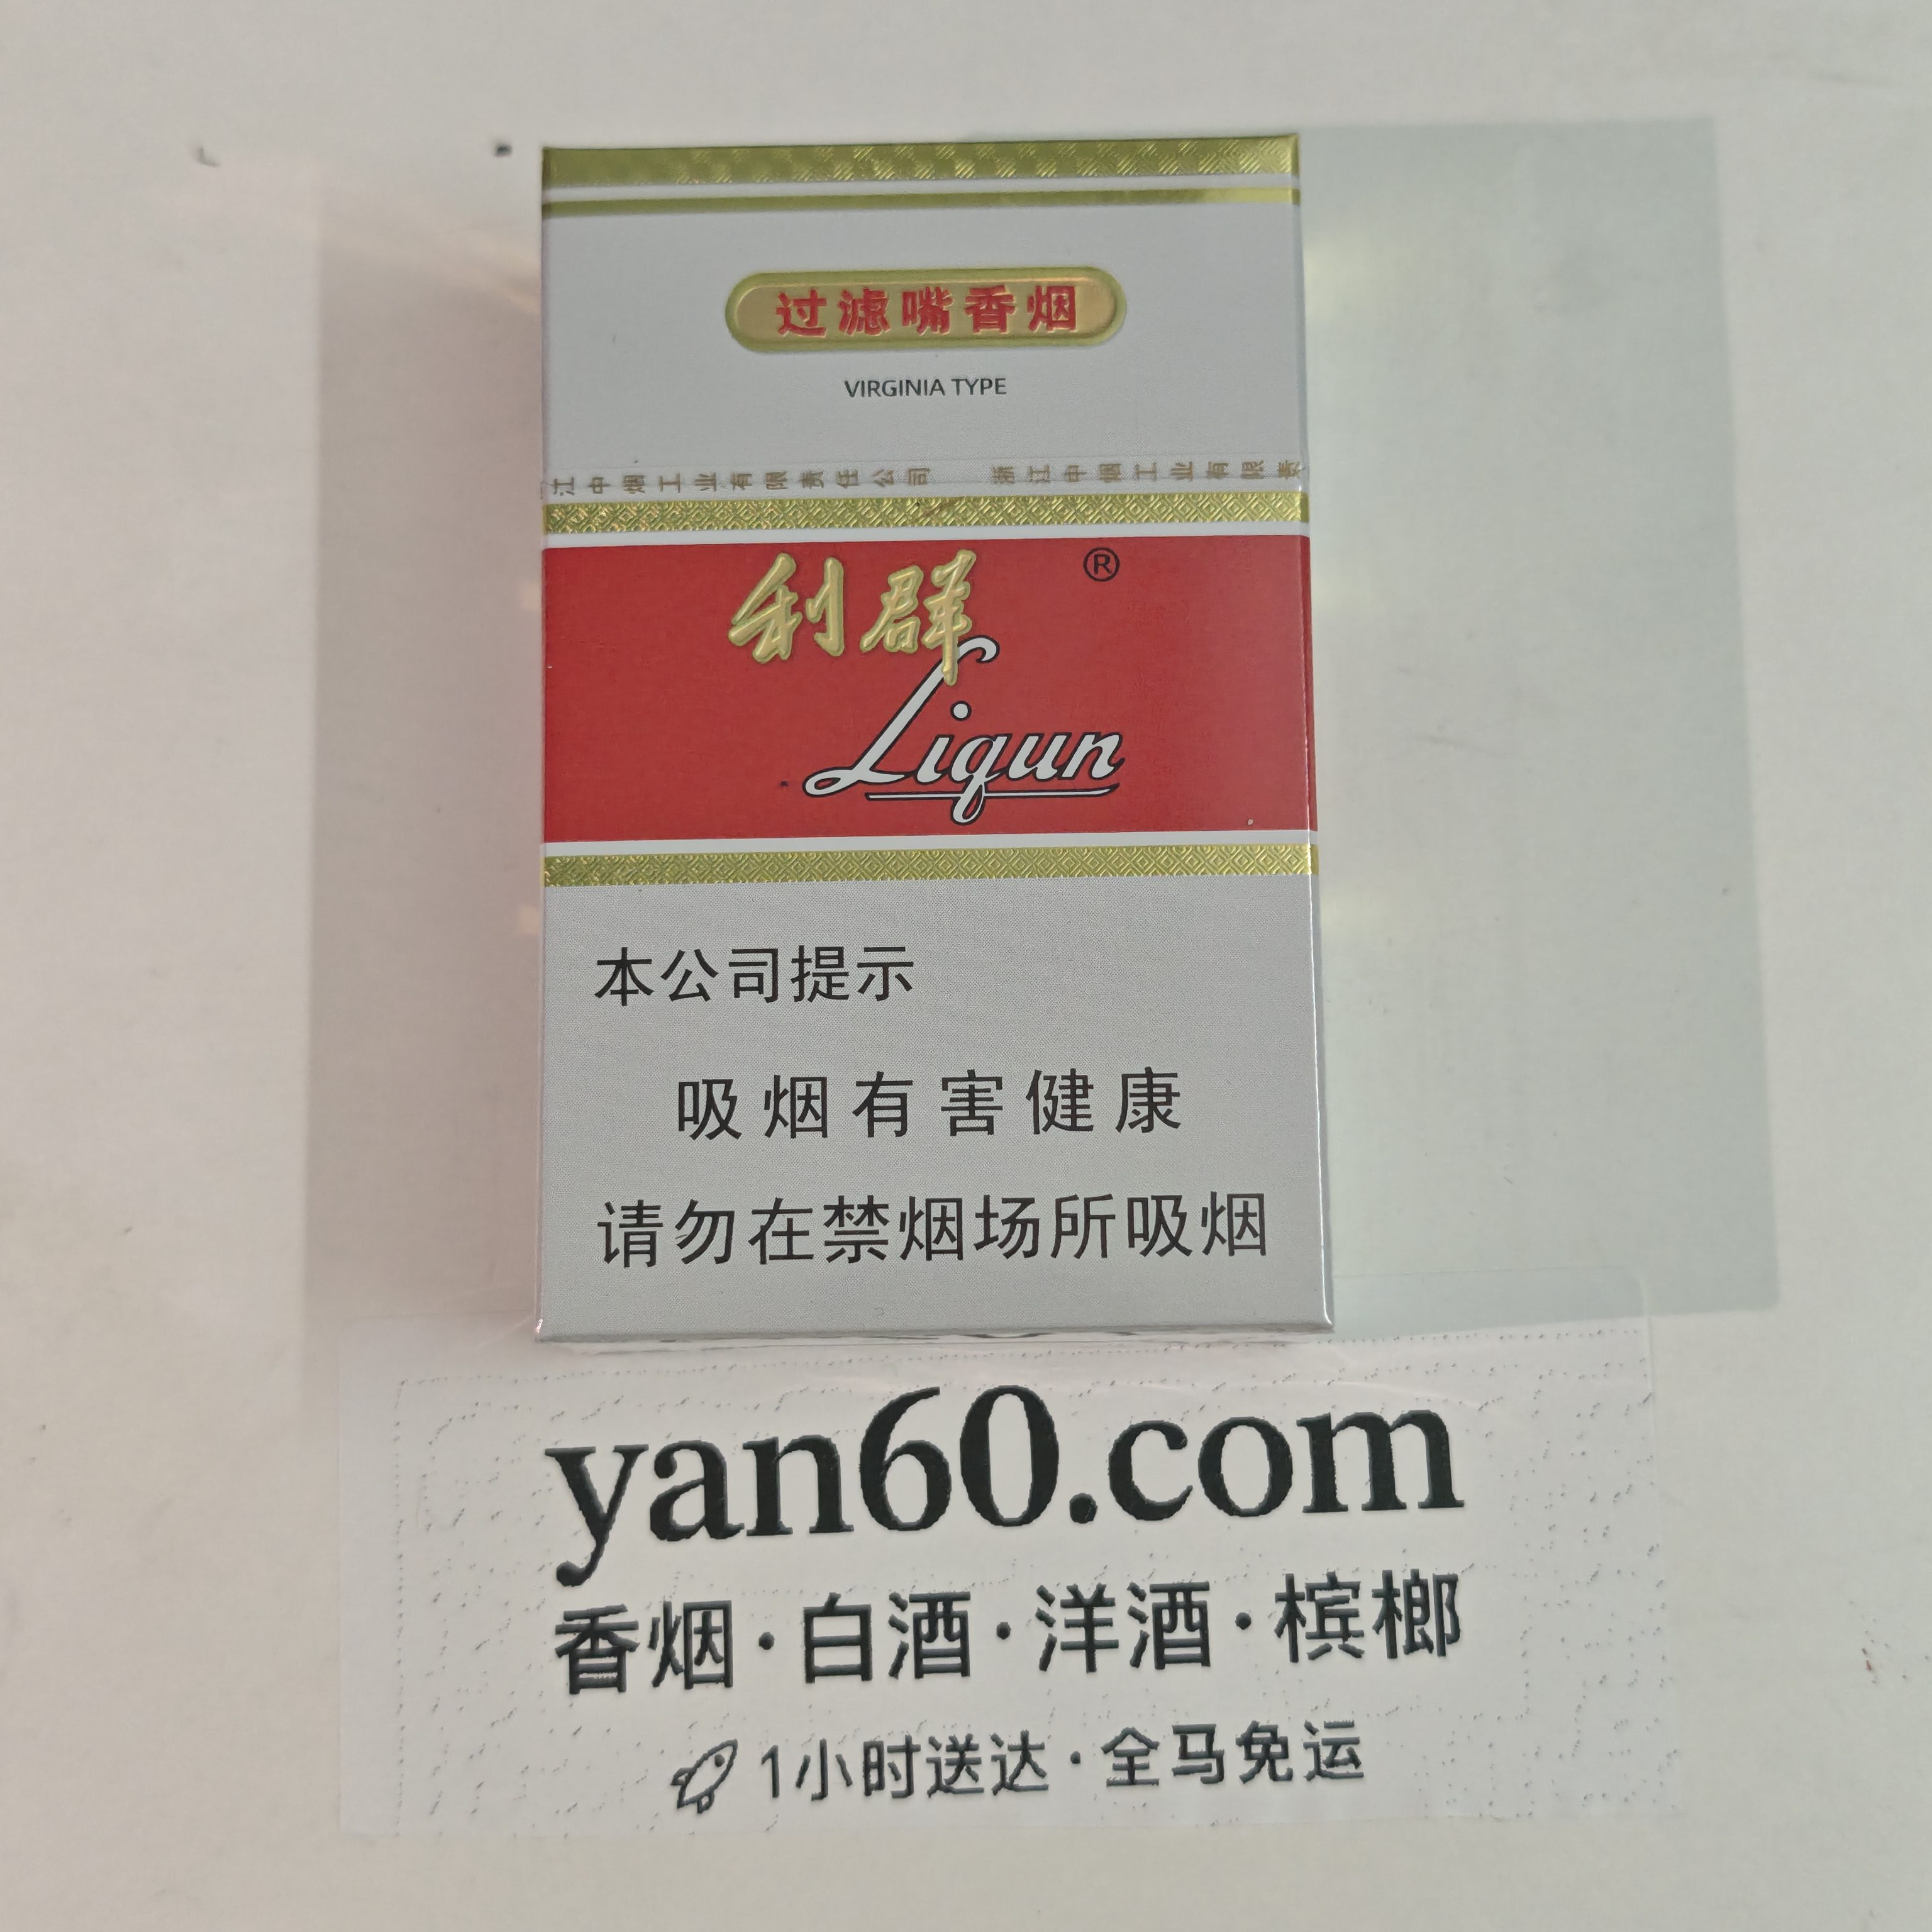 过滤嘴香烟
VIRGINIA TYPE
江中烟工业有限责任公司 浙江中烟工业有限责
利群 ®
Liqun
本公司提示
吸烟有害健康
请勿在禁烟场所吸烟
yan60.com
香烟·白酒·洋酒·槟榔
1小时送达·全马免运